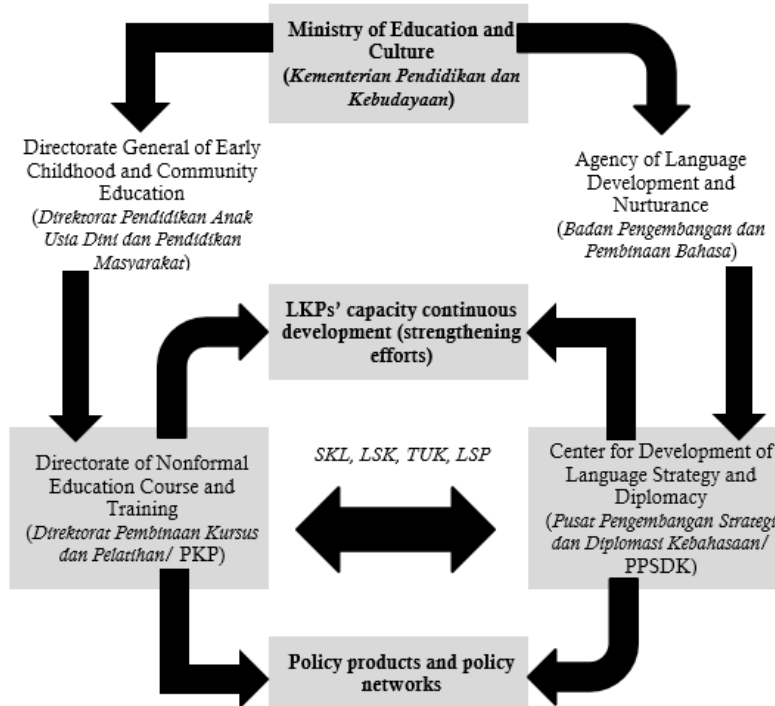 Ministry of Education and
Culture
(Kementerian Pendidikan dan
Kebudayaan)
Directorate General of Early
Childhood and Community
Education
(Direktorat Pendidikan Anak
Usia Dini dan Pendidikan
Masyarakat)
Agency of Language
Development and
Nurturance
(Badan Pengembangan dan
Pembinaan Bahasa)
LKPs’ capacity continuous
development (strengthening
efforts)
Directorate of Nonformal
Education Course and
Training
(Direktorat Pembinaan Kursus
dan Pelatihan/ PKP)
SKL, LSK, TUK, LSP
Center for Development of
Language Strategy and
Diplomacy
(Pusat Pengembangan Strategi
dan Diplomasi Kebahasaan/
PPSDK)
Policy products and policy
networks